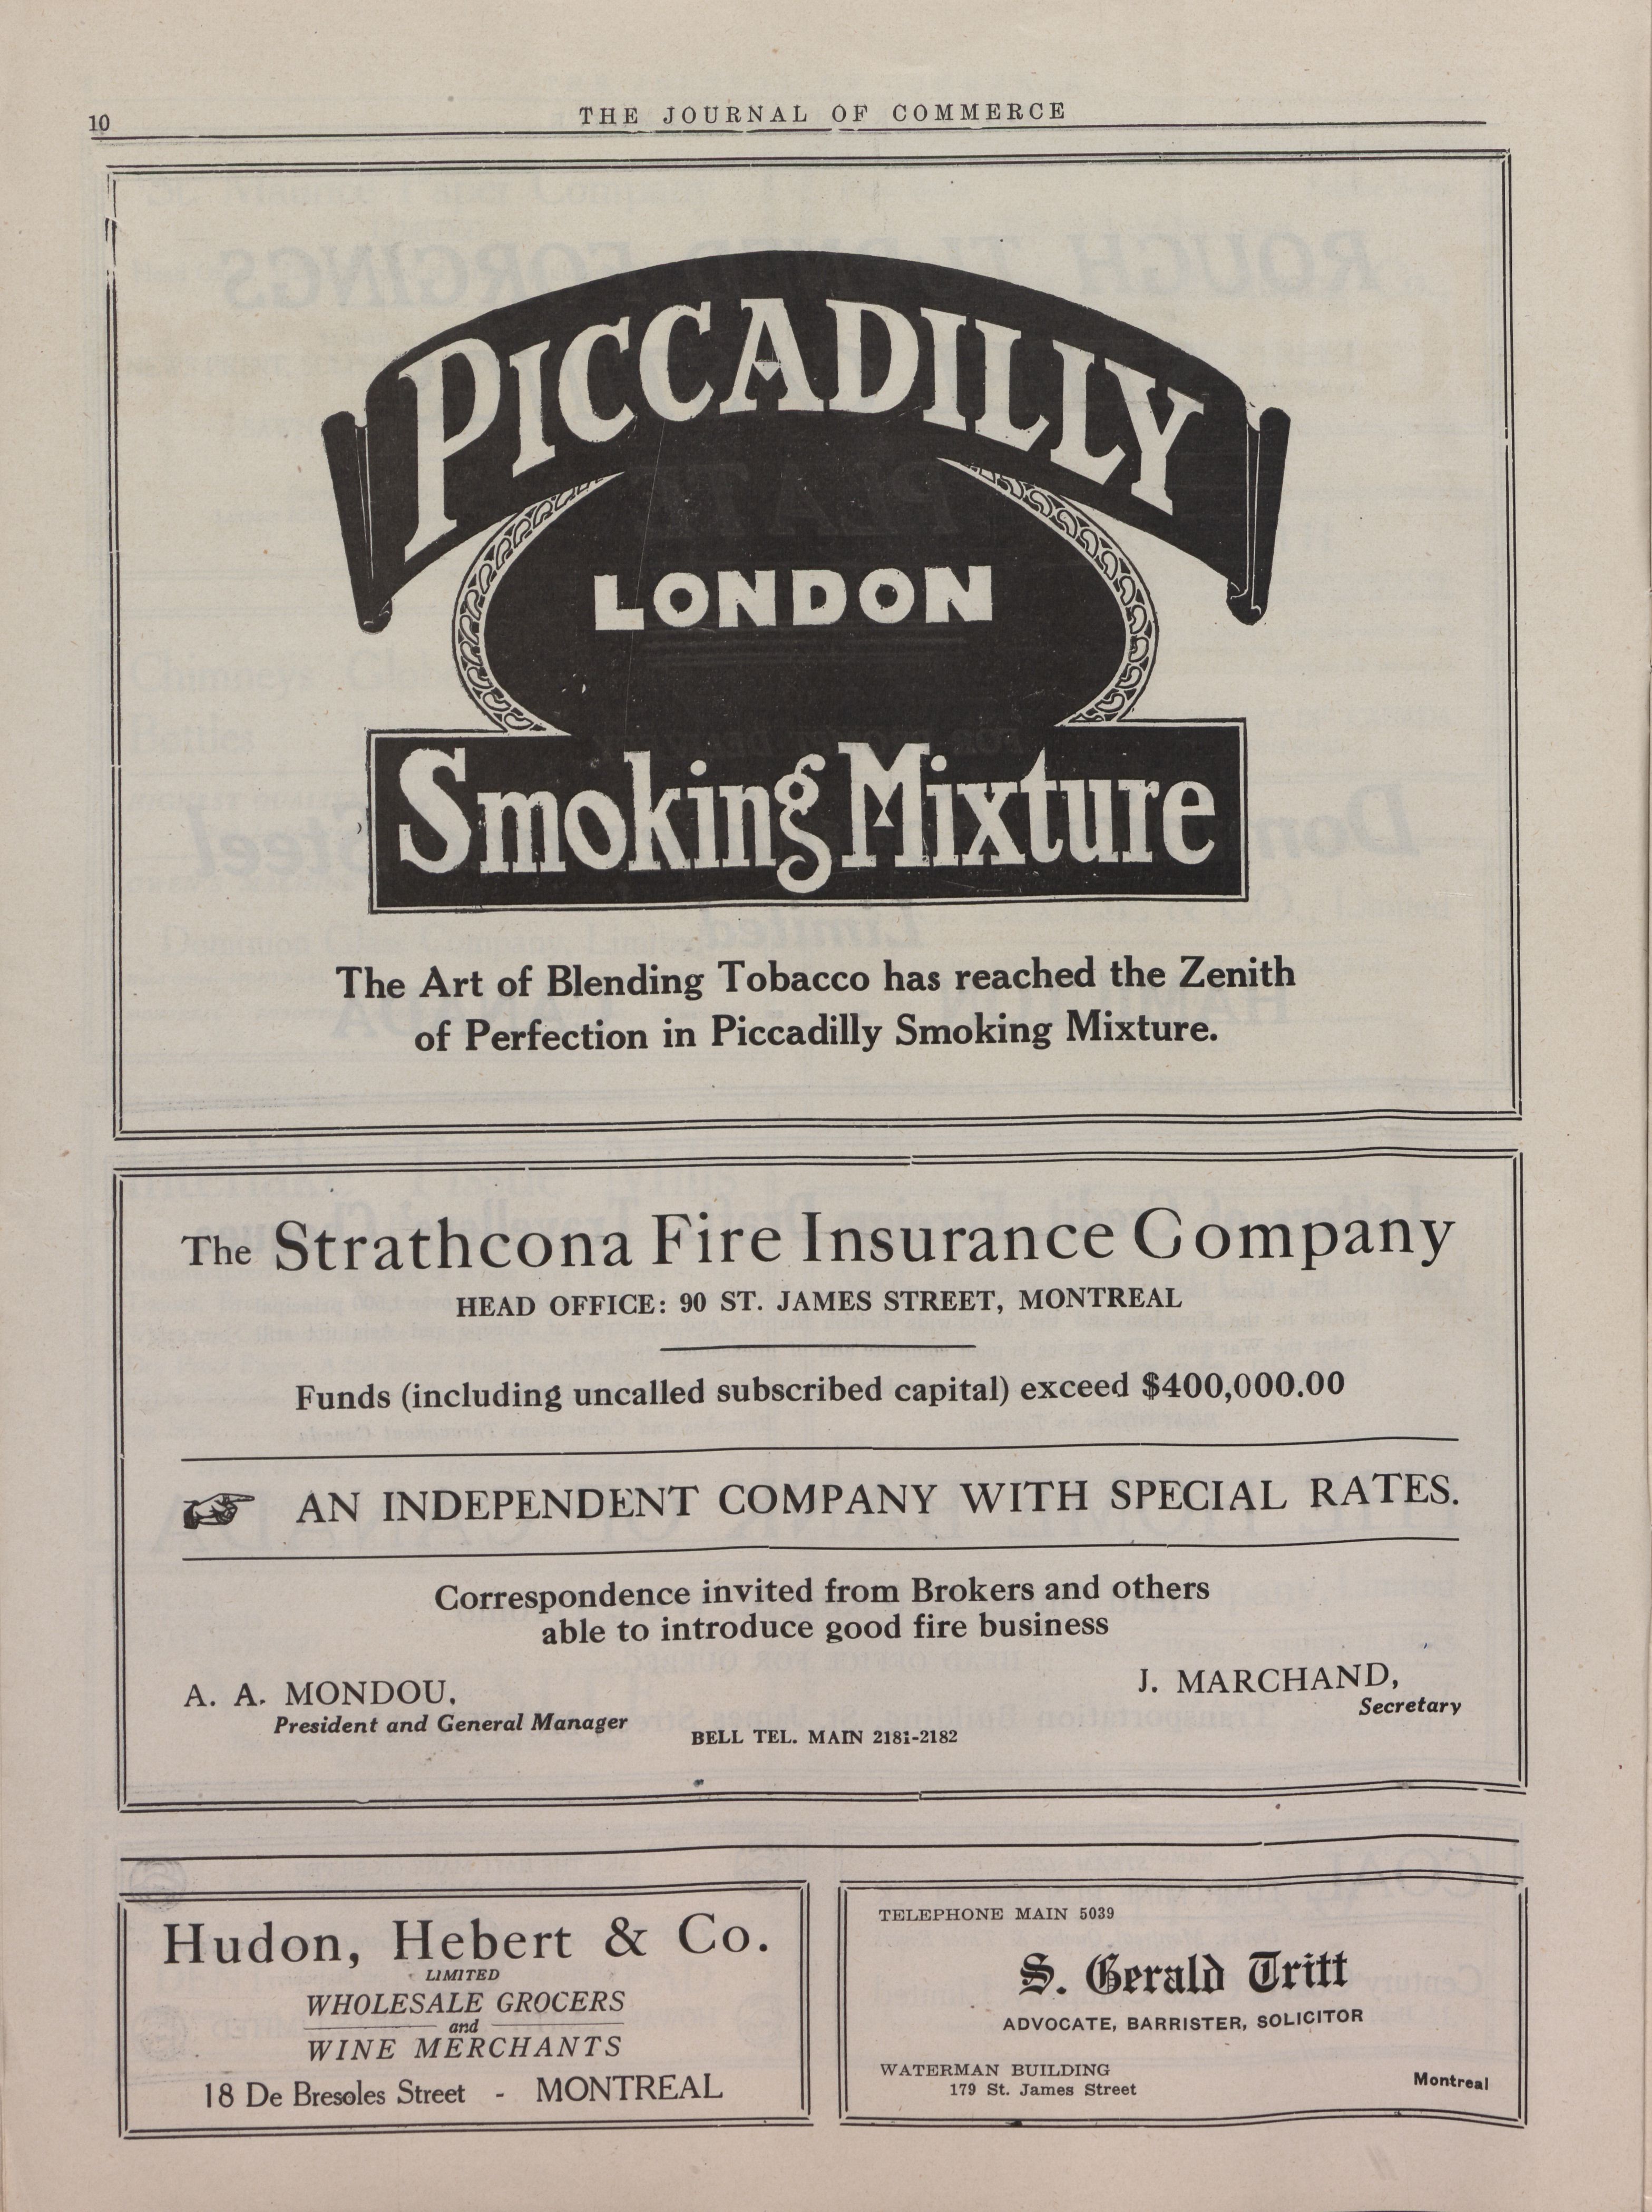 10
THE JOURNAL OF COMMERCE
PICCADILLY
LONDON
Smoking Mixture
The Art of Blending Tobacco has reached the Zenith
of Perfection in Piccadilly Smoking Mixture.
The Strathcona Fire Insurance Company
HEAD OFFICE: 90 ST. JAMES STREET, MONTREAL
Funds (including uncalled subscribed capital) exceed $400,000.00
AN INDEPENDENT COMPANY WITH SPECIAL RATES.
Correspondence invited from Brokers and others
able to introduce good fire business
A. A. MONDOU,
President and General Manager
J. MARCHAND,
Secretary
BELL TEL. MAIN 2181-2182
Hudon, Hebert & Co.
LIMITED
WHOLESALE GROCERS
and
WINE MERCHANTS
18 De Bresoles Street - MONTREAL
TELEPHONE MAIN 5039
S. Gerald Tritt
ADVOCATE, BARRISTER, SOLICITOR
WATERMAN BUILDING
179 St. James Street
Montreal